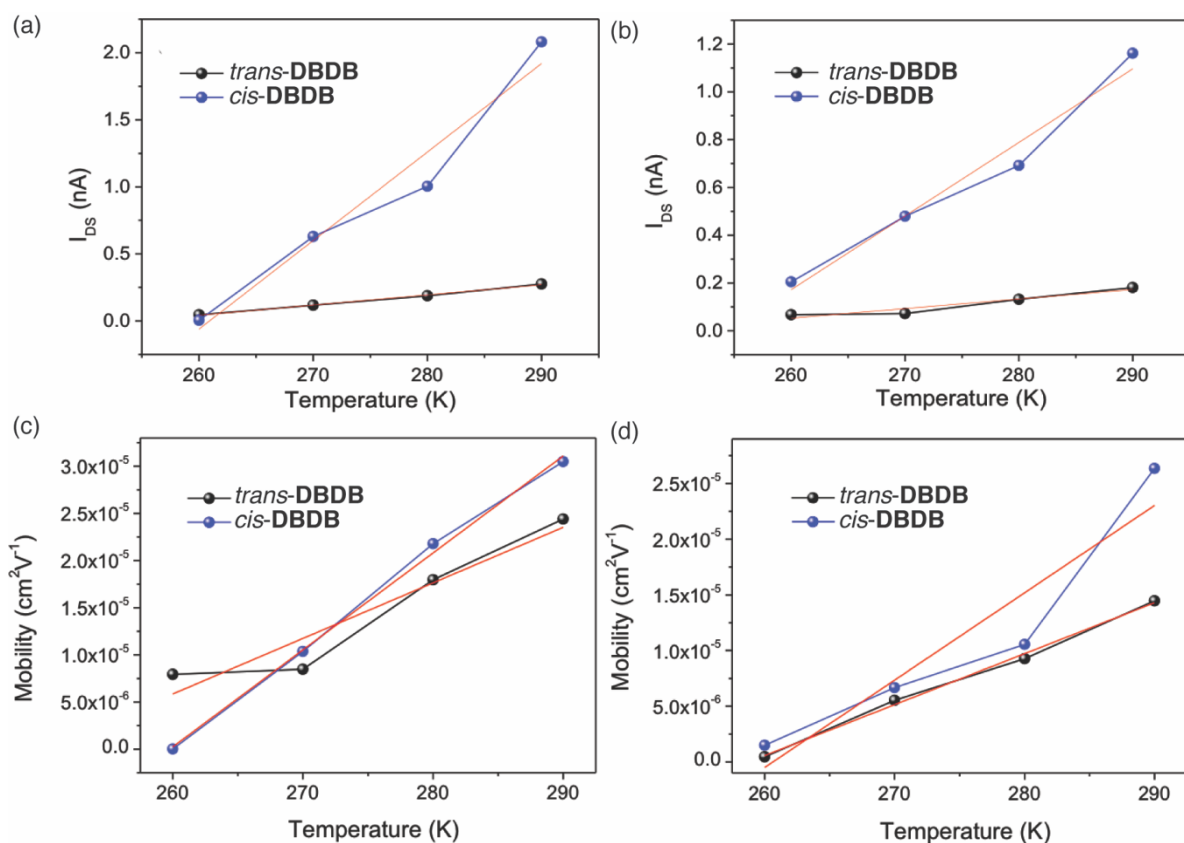 (a)
2.0
1.5
1.0
0.5
0.0
I_DS (nA)
trans-DBDB
cis-DBDB
260 270 280 290
Temperature (K)
(b)
1.2
1.0
0.8
0.6
0.4
0.2
0.0
I_DS (nA)
trans-DBDB
cis-DBDB
260 270 280 290
Temperature (K)
(c)
3.0x10⁻⁵
2.5x10⁻⁵
2.0x10⁻⁵
1.5x10⁻⁵
1.0x10⁻⁵
5.0x10⁻⁶
0.0
Mobility (cm²V⁻¹)
trans-DBDB
cis-DBDB
260 270 280 290
Temperature (K)
(d)
2.5x10⁻⁵
2.0x10⁻⁵
1.5x10⁻⁵
1.0x10⁻⁵
5.0x10⁻⁶
0.0
Mobility (cm²V⁻¹)
trans-DBDB
cis-DBDB
260 270 280 290
Temperature (K)